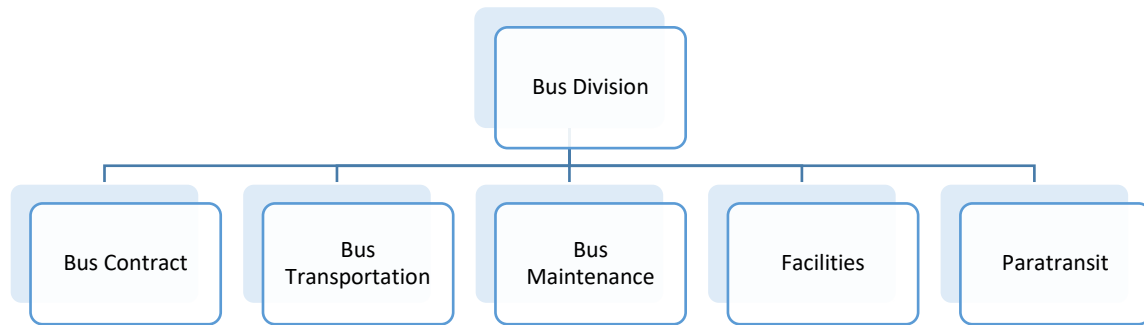 Bus Division
Bus Contract
Bus
Transportation
Bus
Maintenance
Facilities
Paratransit